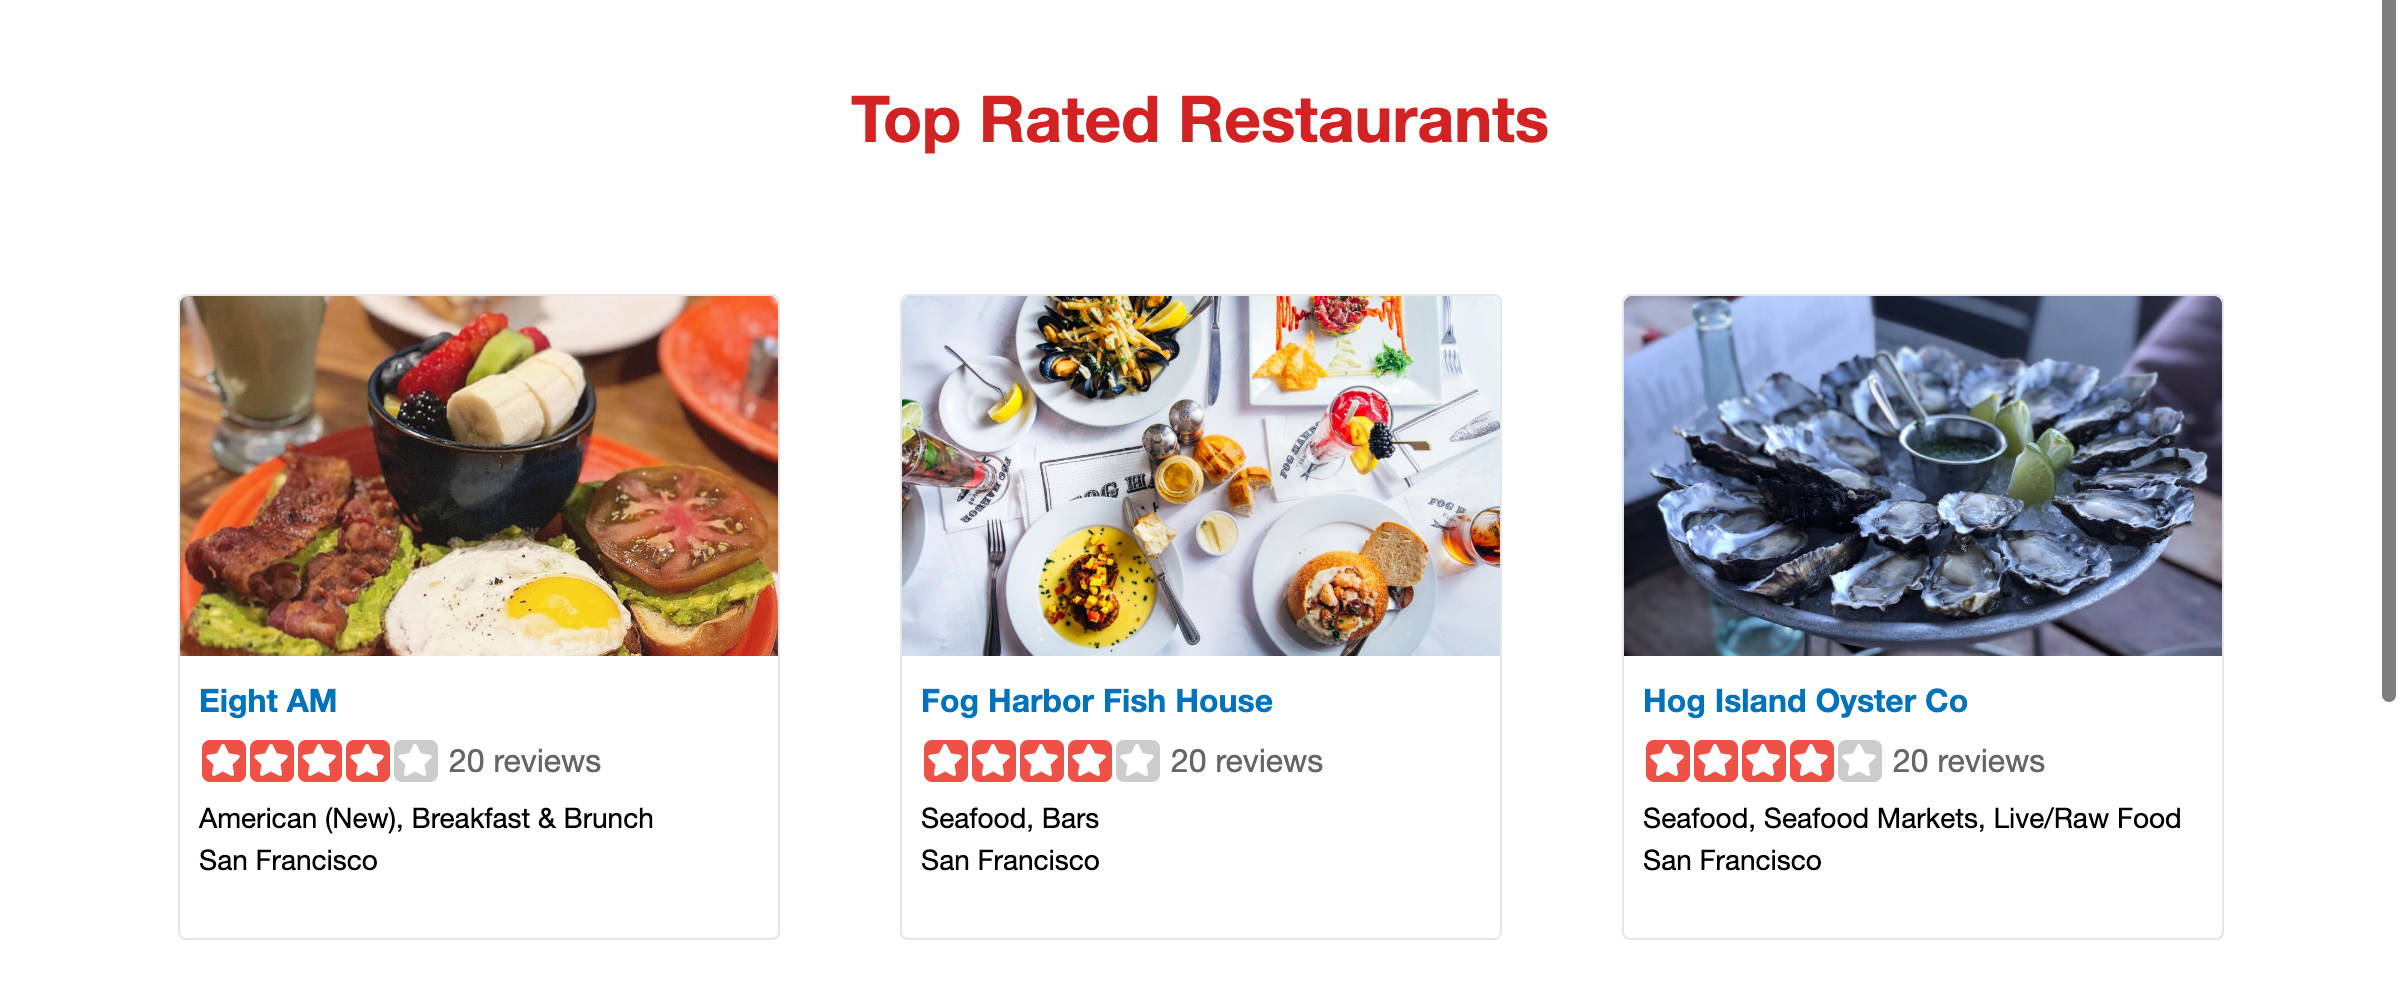 Top Rated Restaurants
Eight AM
20 reviews
American (New), Breakfast & Brunch
San Francisco
Fog Harbor Fish House
20 reviews
Seafood, Bars
San Francisco
Hog Island Oyster Co
20 reviews
Seafood, Seafood Markets, Live/Raw Food
San Francisco